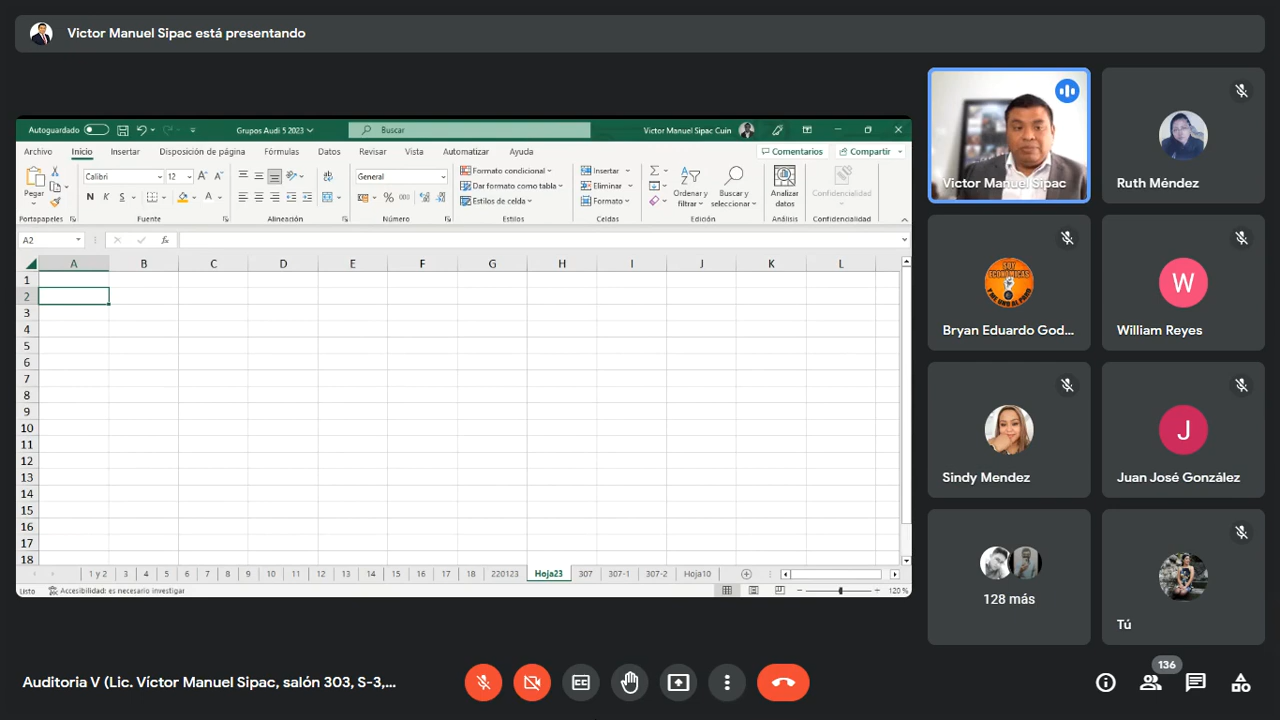 Victor Manuel Sipac está presentando
Autoguardado
Grupos Audi 5 2023
Buscar
Victor Manuel Sipac Cuin
Archivo Inicio Insertar Disposición de página Fórmulas Datos Revisar Vista Automatizar Ayuda Comentarios Compartir
Pegar
Calibri 12
N K S
General
Formato condicional
Dar formato como tabla
Estilos de celda
Insertar
Eliminar
Formato
Ordenar y filtrar
Buscar y seleccionar
Analizar datos
Confidencialidad
Portapapeles Fuente Alineación Número Estilos Celdas Edición Análisis Confidencialidad
A2 fx
A B C D E F G H I J K L
1
2
3
4
5
6
7
8
9
10
11
12
13
14
15
16
17
18
1 y 2 3 4 5 6 7 8 9 10 11 12 13 14 15 16 17 18 220123 Hoja23 307 307-1 307-2 Hoja10
Listo Accesibilidad: es necesario investigar 120 %
Victor Manuel Sipac
Ruth Méndez
SOY
ECONOMICAS
Y ME UNO AL PARO
Bryan Eduardo God...
W
William Reyes
Sindy Mendez
J
Juan José González
128 más
Tú
Auditoria V (Lic. Víctor Manuel Sipac, salón 303, S-3,...
136